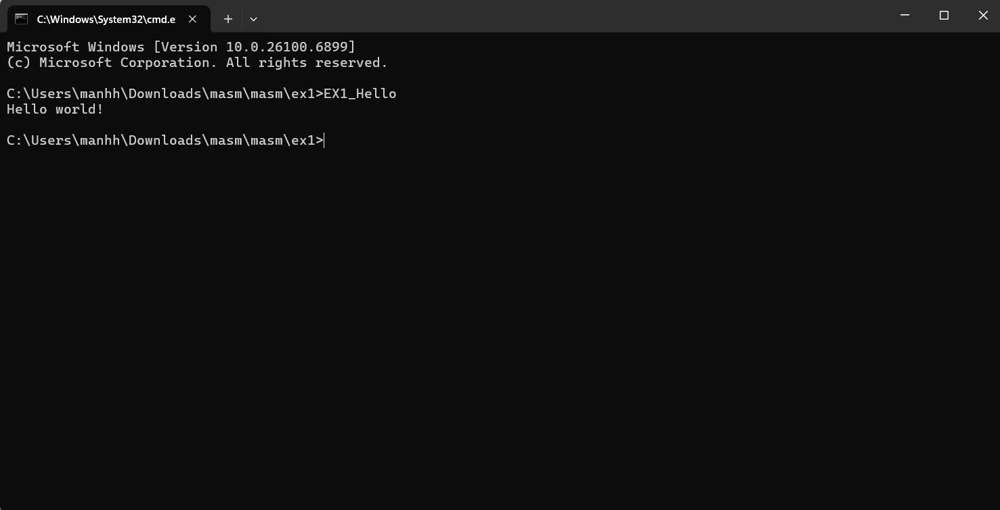 C:\Windows\System32\cmd.e
Microsoft Windows [Version 10.0.26100.6899]
(c) Microsoft Corporation. All rights reserved.
C:\Users\manhh\Downloads\masm\masm\ex1>EX1_Hello
Hello world!
C:\Users\manhh\Downloads\masm\masm\ex1>